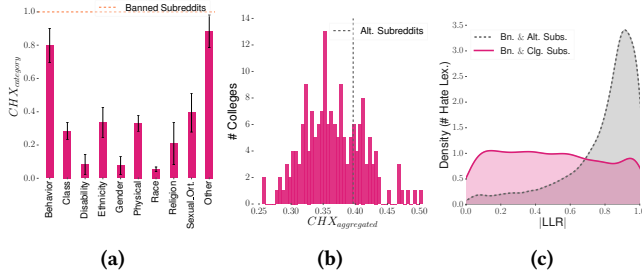 (a)
Banned Subreddits
CHX_category
1.0
0.8
0.6
0.4
0.2
0.0
Behavior
Class
Disability
Ethnicity
Gender
Physical
Race
Religion
Sexual_Ort.
Other
(a)
(b)
Alt. Subreddits
# Colleges
14
12
10
8
6
4
2
0
0.25 0.30 0.35 0.40 0.45 0.50
CHX_aggregated
(b)
(c)
Bn. & Alt. Subs.
Bn. & Clg. Subs.
Density (# Hate Lex.)
3.5
3.0
2.5
2.0
1.5
1.0
0.5
0.0
0.0 0.2 0.4 0.6 0.8 1.0
|LLR|
(c)